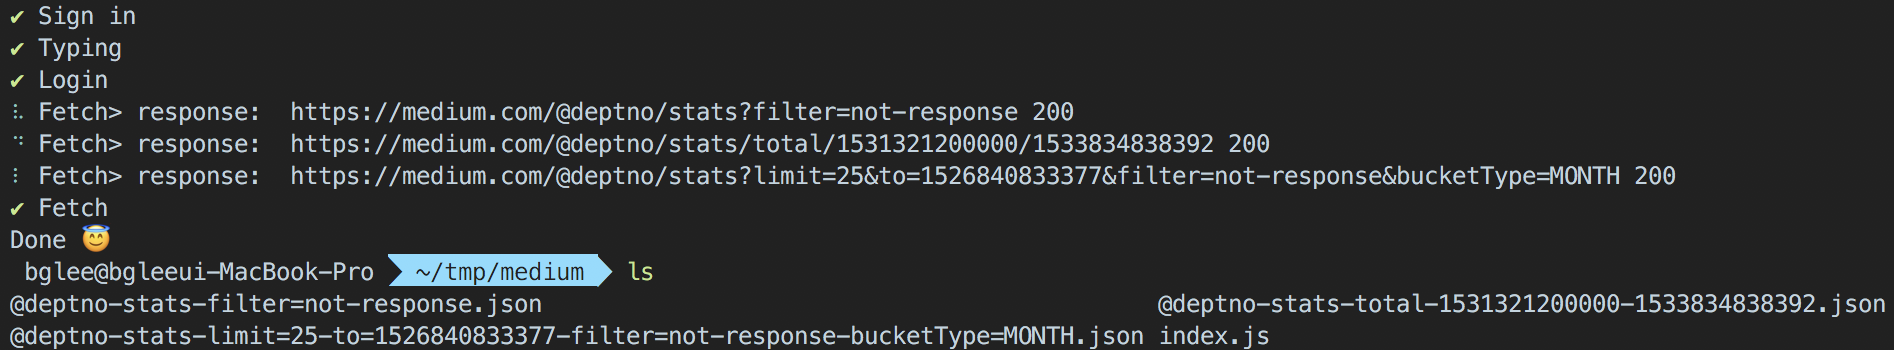 ✔ Sign in
✔ Typing
✔ Login
⠧ Fetch> response:  https://medium.com/@deptno/stats?filter=not-response 200
⠙ Fetch> response:  https://medium.com/@deptno/stats/total/1531321200000/1533834838392 200
⠇ Fetch> response:  https://medium.com/@deptno/stats?limit=25&to=1526840833377&filter=not-response&bucketType=MONTH 200
✔ Fetch
Done 😇
bglee@bgleeui-MacBook-Pro ~/tmp/medium ls
@deptno-stats-filter=not-response.json @deptno-stats-total-1531321200000-1533834838392.json
@deptno-stats-limit=25-to=1526840833377-filter=not-response-bucketType=MONTH.json index.js